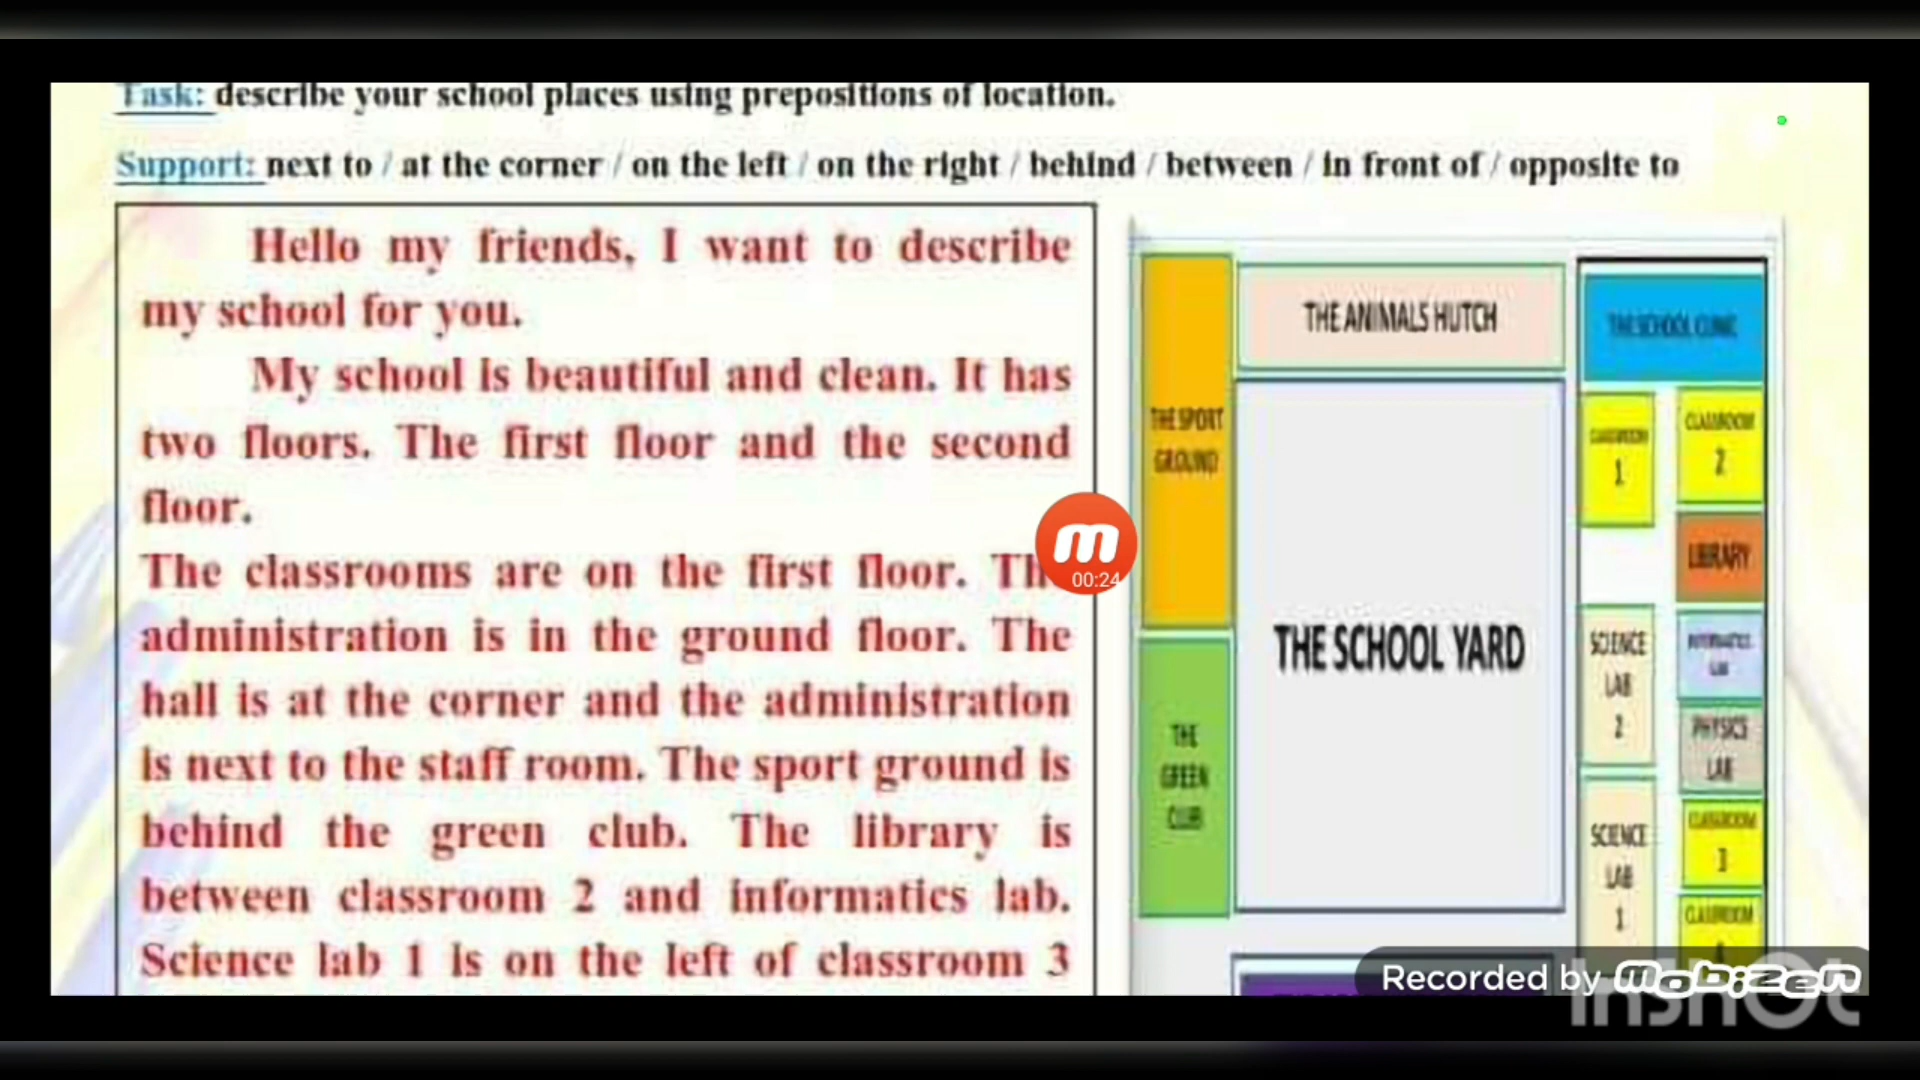 Task: describe your school places using prepositions of location.
Support: next to / at the corner / on the left / on the right / behind / between / in front of / opposite to
Hello my friends, I want to describe
my school for you.
My school is beautiful and clean. It has
two floors. The first floor and the second
floor.
The classrooms are on the first floor. Th
administration is in the ground floor. The
hall is at the corner and the administration
is next to the staff room. The sport ground is
behind the green club. The library is
between classroom 2 and informatics lab.
Science lab 1 is on the left of classroom 3
m
00:24
THE SPORT
GROUND
THE
GREEN
CLUB
THE ANIMALS HUTCH
THE SCHOOL YARD
THE SCHOOL CLINIC
CLASSROOM
1
CLASSROOM
2
LIBRARY
SCIENCE
LAB
2
INFORMATICS
LAB
PHYSICS
LAB
SCIENCE
LAB
1
CLASSROOM
3
CLASSROOM
Recorded by Mobizen
InShOt